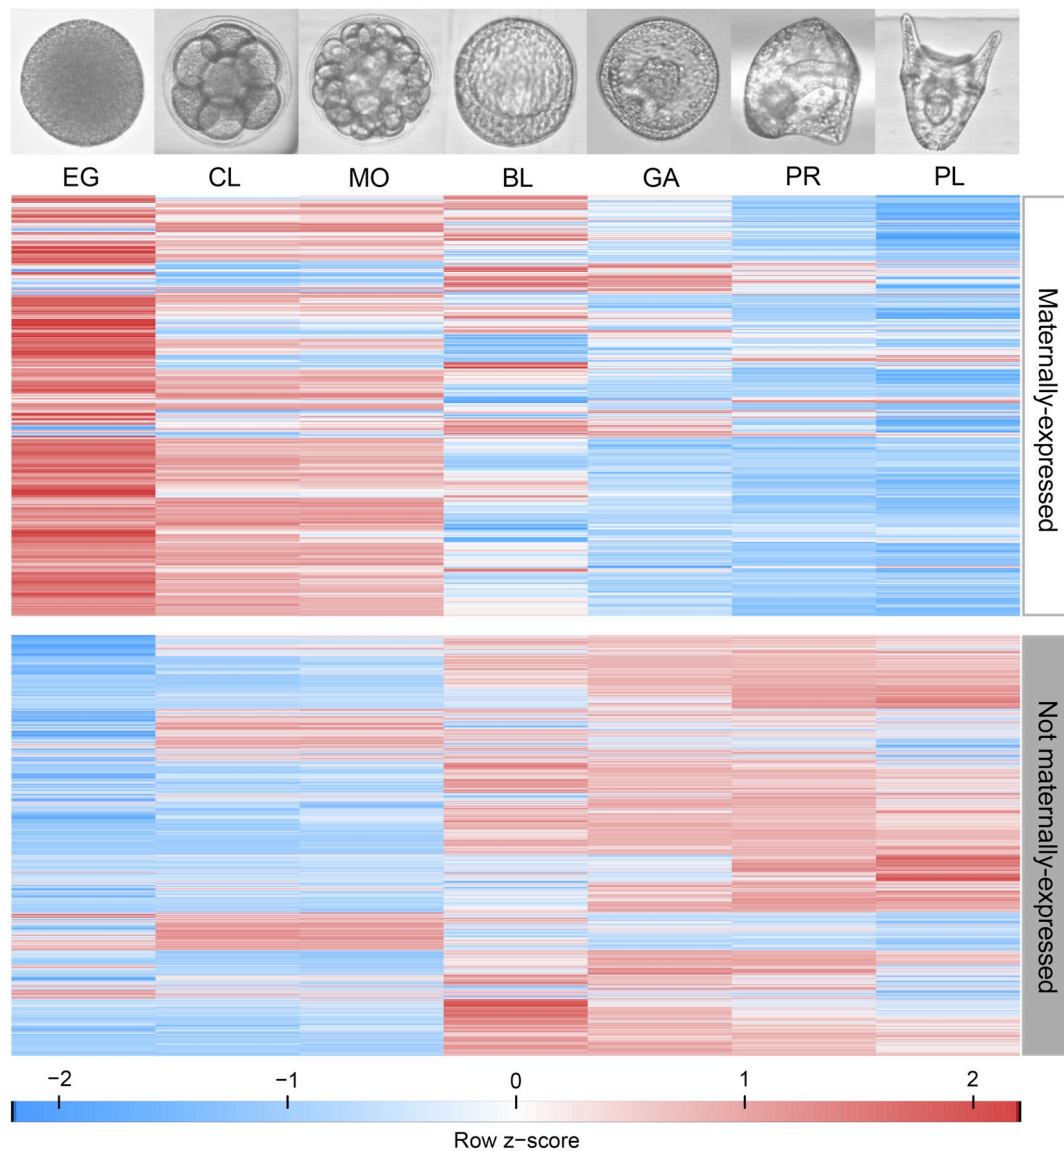 EG CL MO BL GA PR PL
Maternally-expressed
Not maternally-expressed
−2 −1 0 1 2
Row z−score